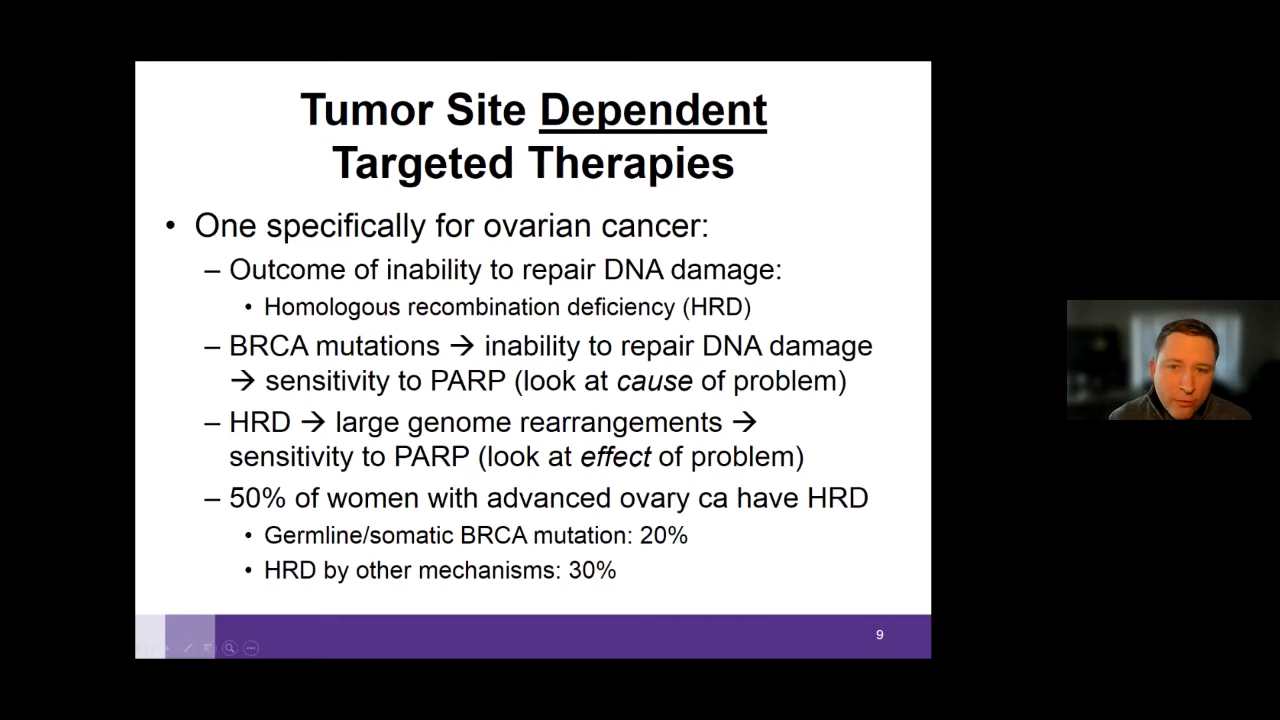 Tumor Site Dependent
Targeted Therapies
• One specifically for ovarian cancer:
– Outcome of inability to repair DNA damage:
• Homologous recombination deficiency (HRD)
– BRCA mutations → inability to repair DNA damage
→ sensitivity to PARP (look at cause of problem)
– HRD → large genome rearrangements →
sensitivity to PARP (look at effect of problem)
– 50% of women with advanced ovary ca have HRD
• Germline/somatic BRCA mutation: 20%
• HRD by other mechanisms: 30%
9